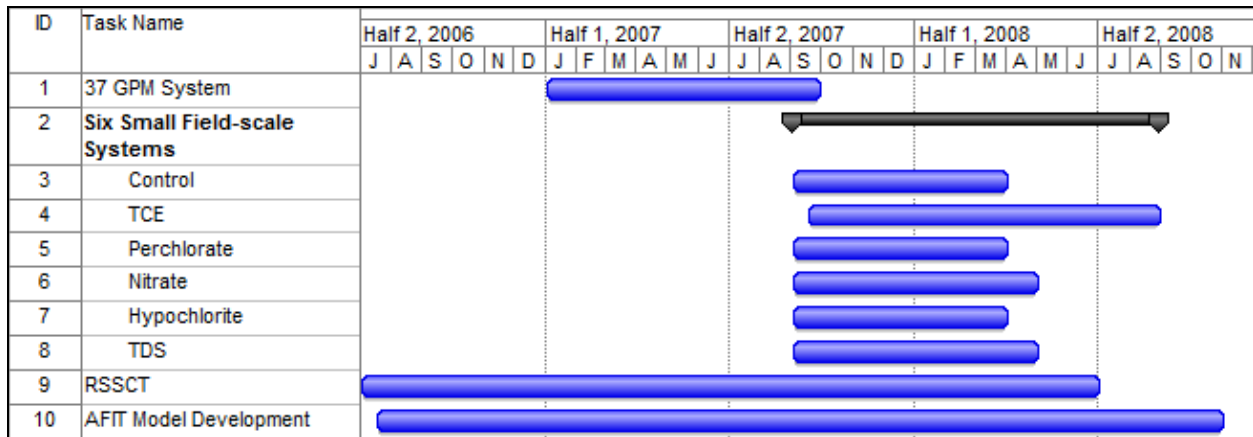 ID Task Name Half 2, 2006 Half 1, 2007 Half 2, 2007 Half 1, 2008 Half 2, 2008
J A S O N D J F M A M J J A S O N D J F M A M J J A S O N
1 37 GPM System
2 Six Small Field-scale
Systems
3 Control
4 TCE
5 Perchlorate
6 Nitrate
7 Hypochlorite
8 TDS
9 RSSCT
10 AFIT Model Development